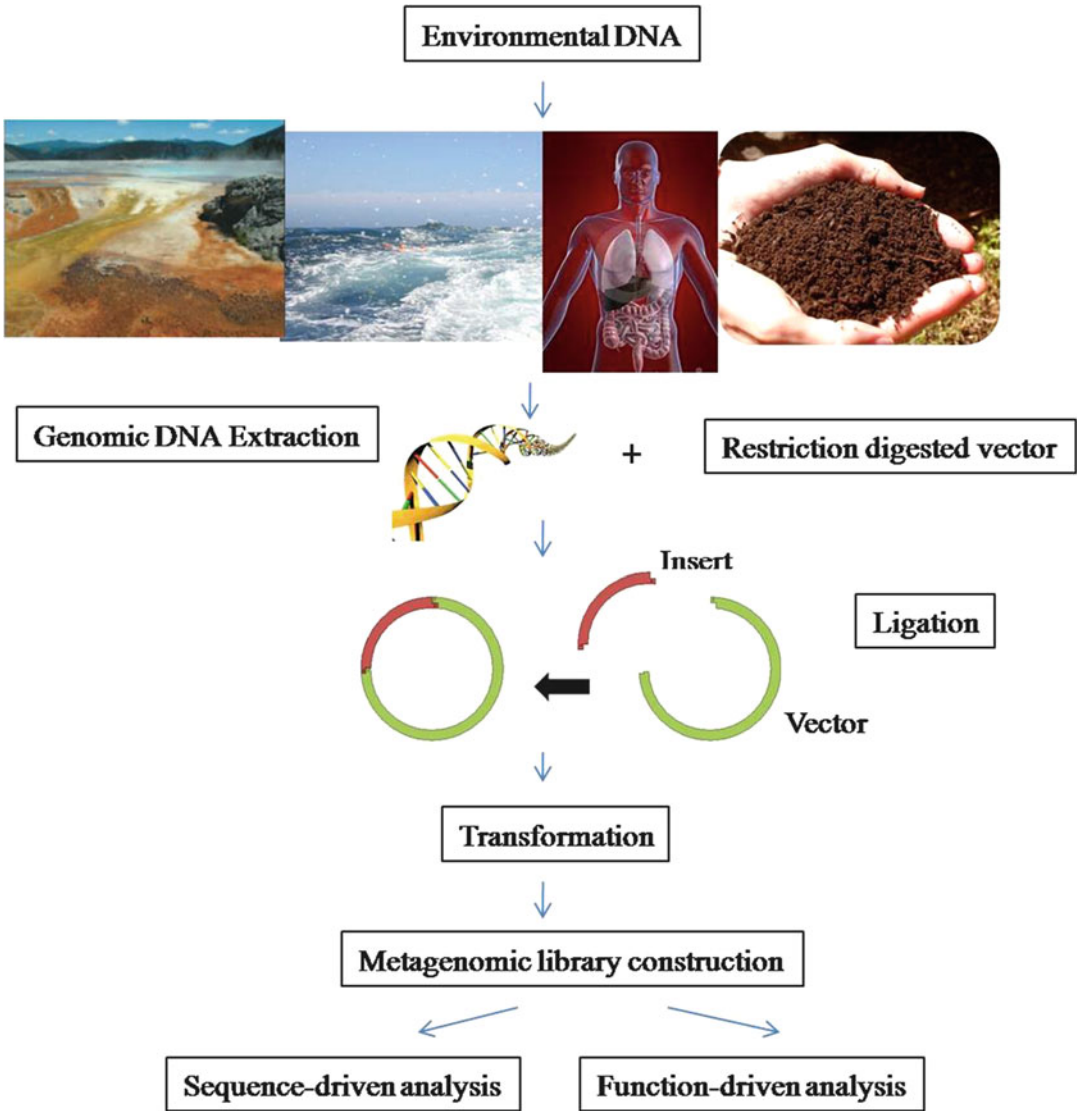 Environmental DNA
Genomic DNA Extraction
+
Restriction digested vector
Insert
Ligation
Vector
Transformation
Metagenomic library construction
Sequence-driven analysis
Function-driven analysis